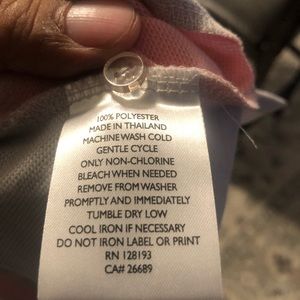 100% POLYESTER
MADE IN THAILAND
MACHINE WASH COLD
GENTLE CYCLE
ONLY NON-CHLORINE
BLEACH WHEN NEEDED
REMOVE FROM WASHER
PROMPTLY AND IMMEDIATELY
TUMBLE DRY LOW
COOL IRON IF NECESSARY
DO NOT IRON LABEL OR PRINT
RN 128193
CA# 26689